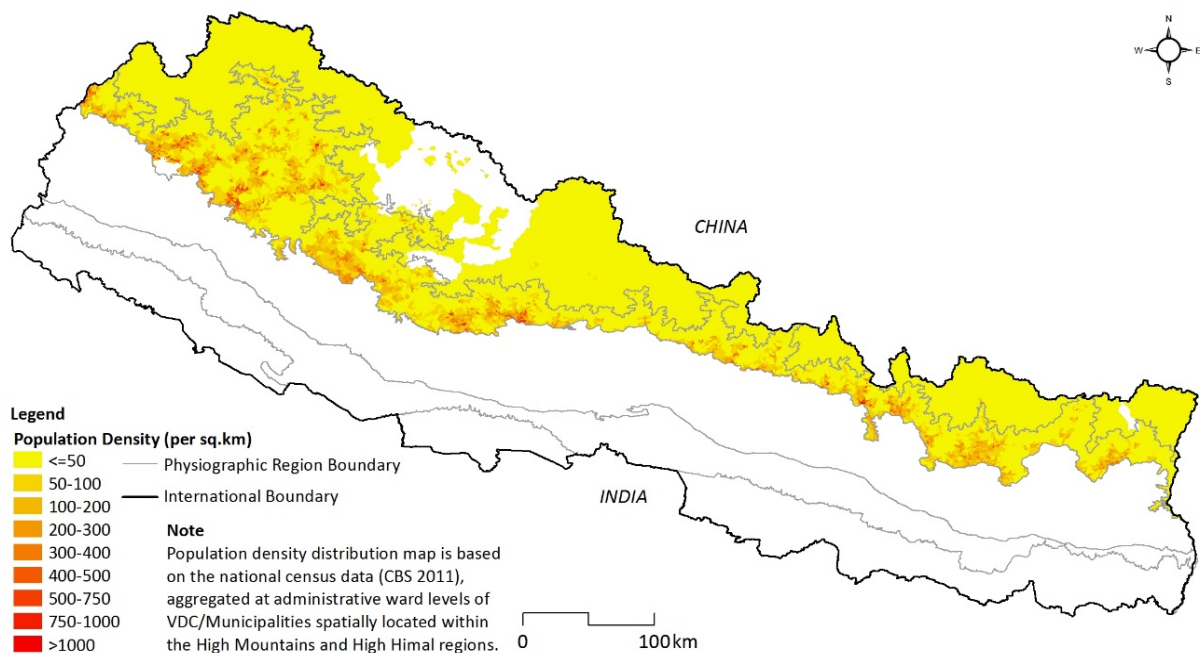 N
W E
S
CHINA
INDIA
Legend
Population Density (per sq.km)
<=50
50-100
100-200
200-300
300-400
400-500
500-750
750-1000
>1000
Physiographic Region Boundary
International Boundary
Note
Population density distribution map is based
on the national census data (CBS 2011),
aggregated at administrative ward levels of
VDC/Municipalities spatially located within
the High Mountains and High Himal regions.
0 100km